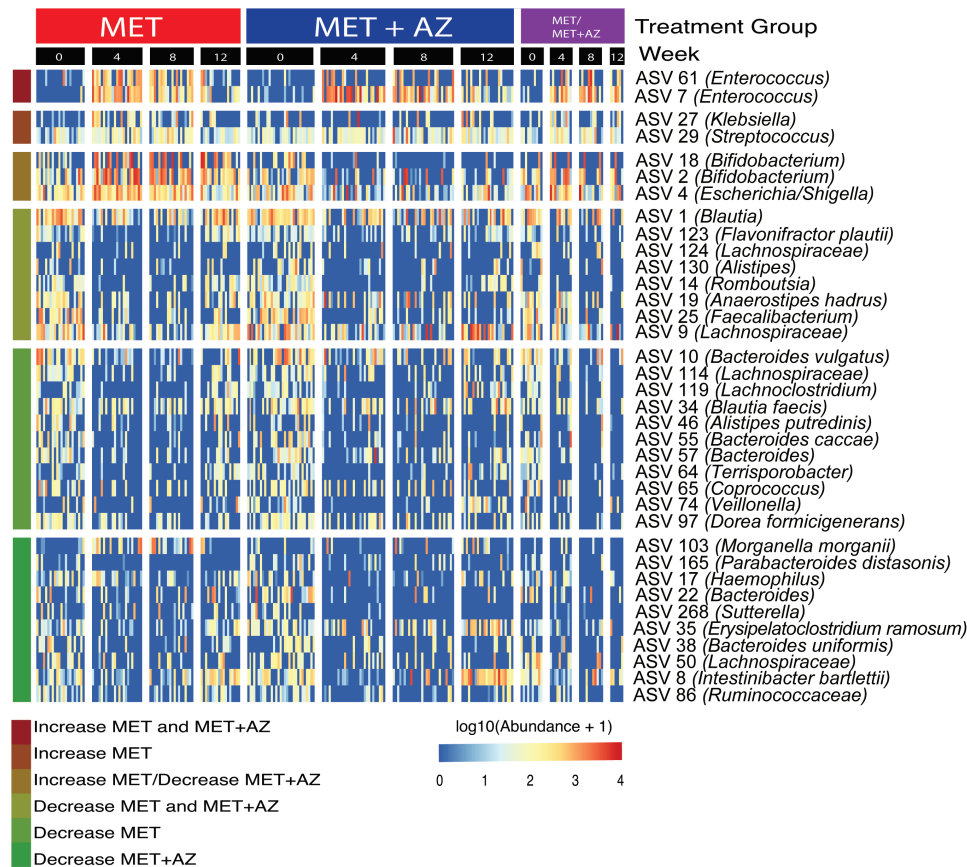 MET
MET + AZ
MET/
MET+AZ
Treatment Group
0 4 8 12 0 4 8 12 0 4 8 12
Week
ASV 61 (Enterococcus)
ASV 7 (Enterococcus)
ASV 27 (Klebsiella)
ASV 29 (Streptococcus)
ASV 18 (Bifidobacterium)
ASV 2 (Bifidobacterium)
ASV 4 (Escherichia/Shigella)
ASV 1 (Blautia)
ASV 123 (Flavonifractor plautii)
ASV 124 (Lachnospiraceae)
ASV 130 (Alistipes)
ASV 14 (Romboutsia)
ASV 19 (Anaerostipes hadrus)
ASV 25 (Faecalibacterium)
ASV 9 (Lachnospiraceae)
ASV 10 (Bacteroides vulgatus)
ASV 114 (Lachnospiraceae)
ASV 119 (Lachnoclostridium)
ASV 34 (Blautia faecis)
ASV 46 (Alistipes putredinis)
ASV 55 (Bacteroides caccae)
ASV 57 (Bacteroides)
ASV 64 (Terrisporobacter)
ASV 65 (Coprococcus)
ASV 74 (Veillonella)
ASV 97 (Dorea formicigenerans)
ASV 103 (Morganella morganii)
ASV 165 (Parabacteroides distasonis)
ASV 17 (Haemophilus)
ASV 22 (Bacteroides)
ASV 268 (Sutterella)
ASV 35 (Erysipelatoclostridium ramosum)
ASV 38 (Bacteroides uniformis)
ASV 50 (Lachnospiraceae)
ASV 8 (Intestinibacter bartlettii)
ASV 86 (Ruminococcaceae)
Increase MET and MET+AZ
Increase MET
Increase MET/Decrease MET+AZ
Decrease MET and MET+AZ
Decrease MET
Decrease MET+AZ
log10(Abundance + 1)
0 1 2 3 4